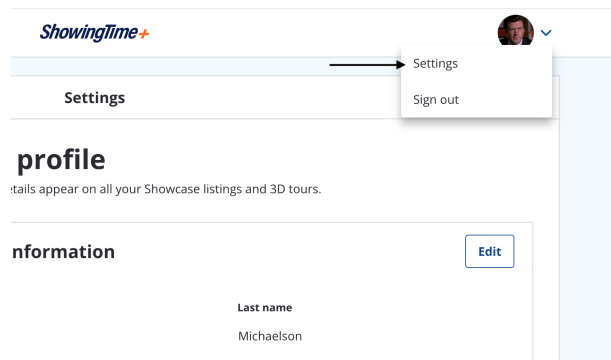 ShowingTime+
Settings
Sign out
Settings
profile
etails appear on all your Showcase listings and 3D tours.
nformation
Edit
Last name
Michaelson